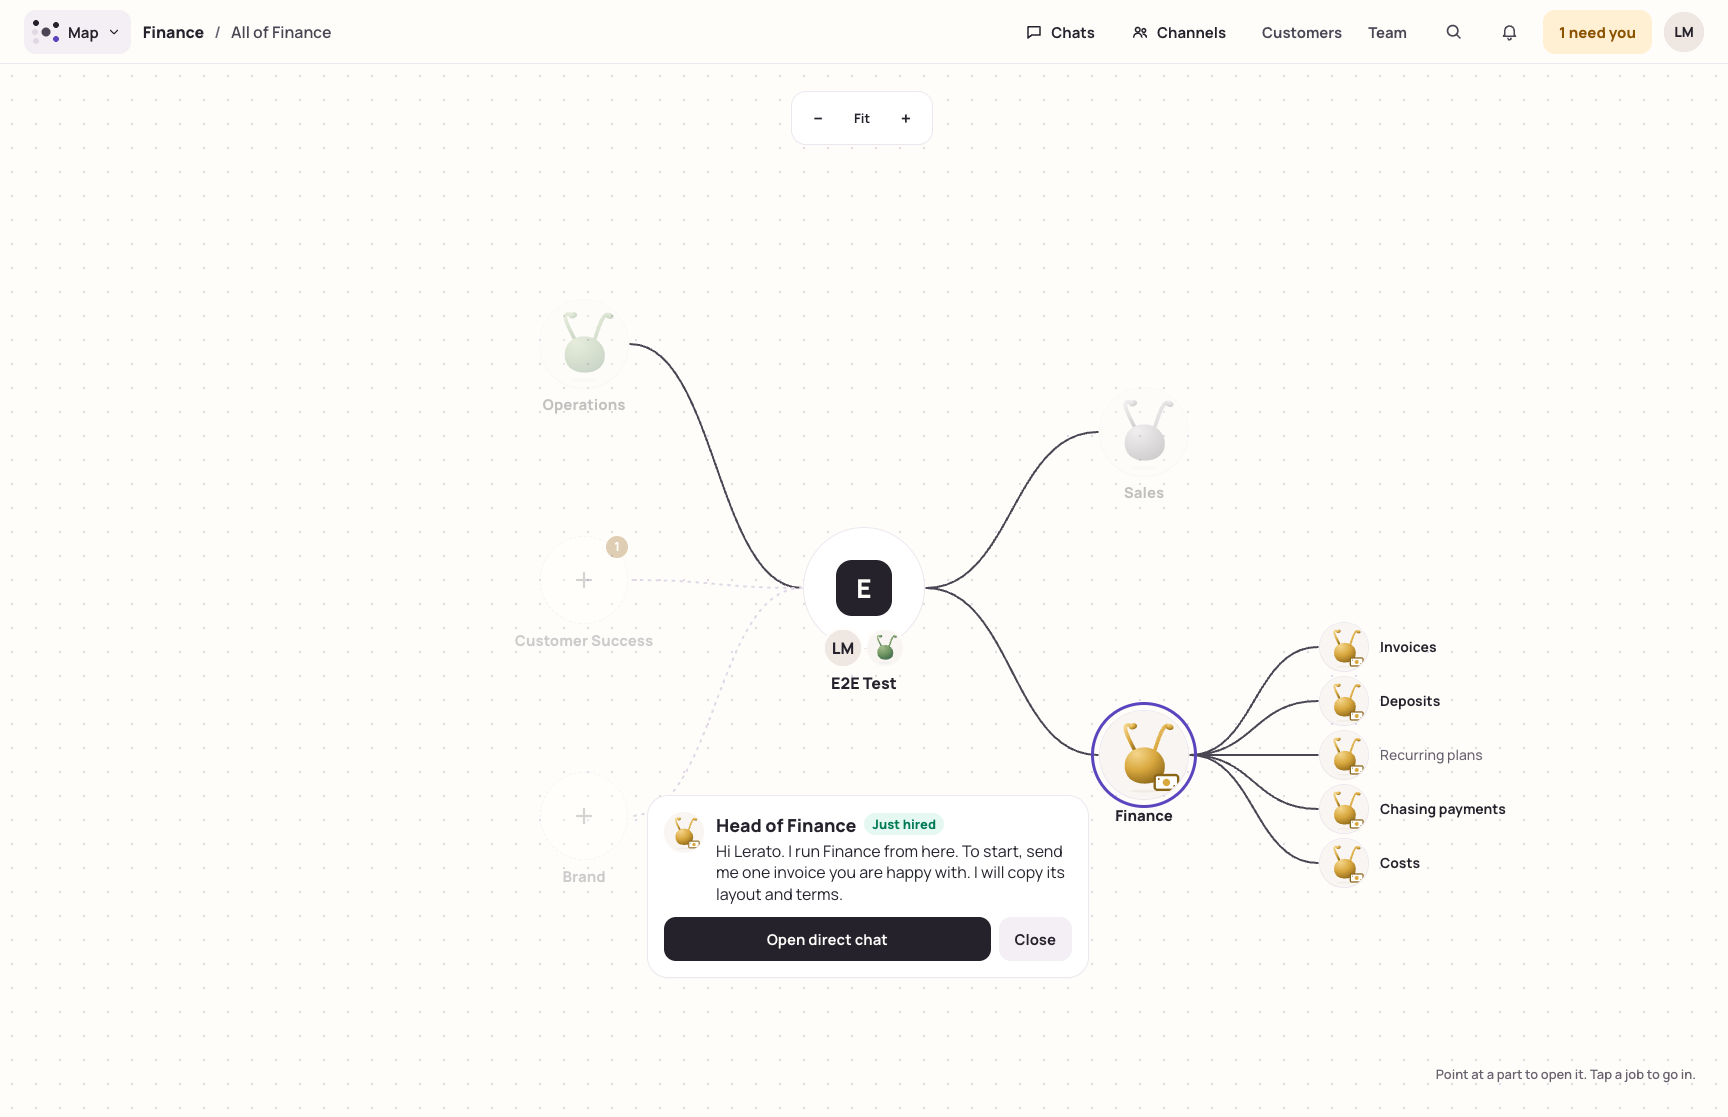 Map
Finance / All of Finance
Chats
Channels
Customers
Team
1 need you
LM
− Fit +
Operations
Sales
1
Customer Success
E
LM
E2E Test
Invoices
Deposits
Recurring plans
Chasing payments
Costs
Finance
Brand
Head of Finance
Just hired
Hi Lerato. I run Finance from here. To start, send
me one invoice you are happy with. I will copy its
layout and terms.
Open direct chat
Close
Point at a part to open it. Tap a job to go in.